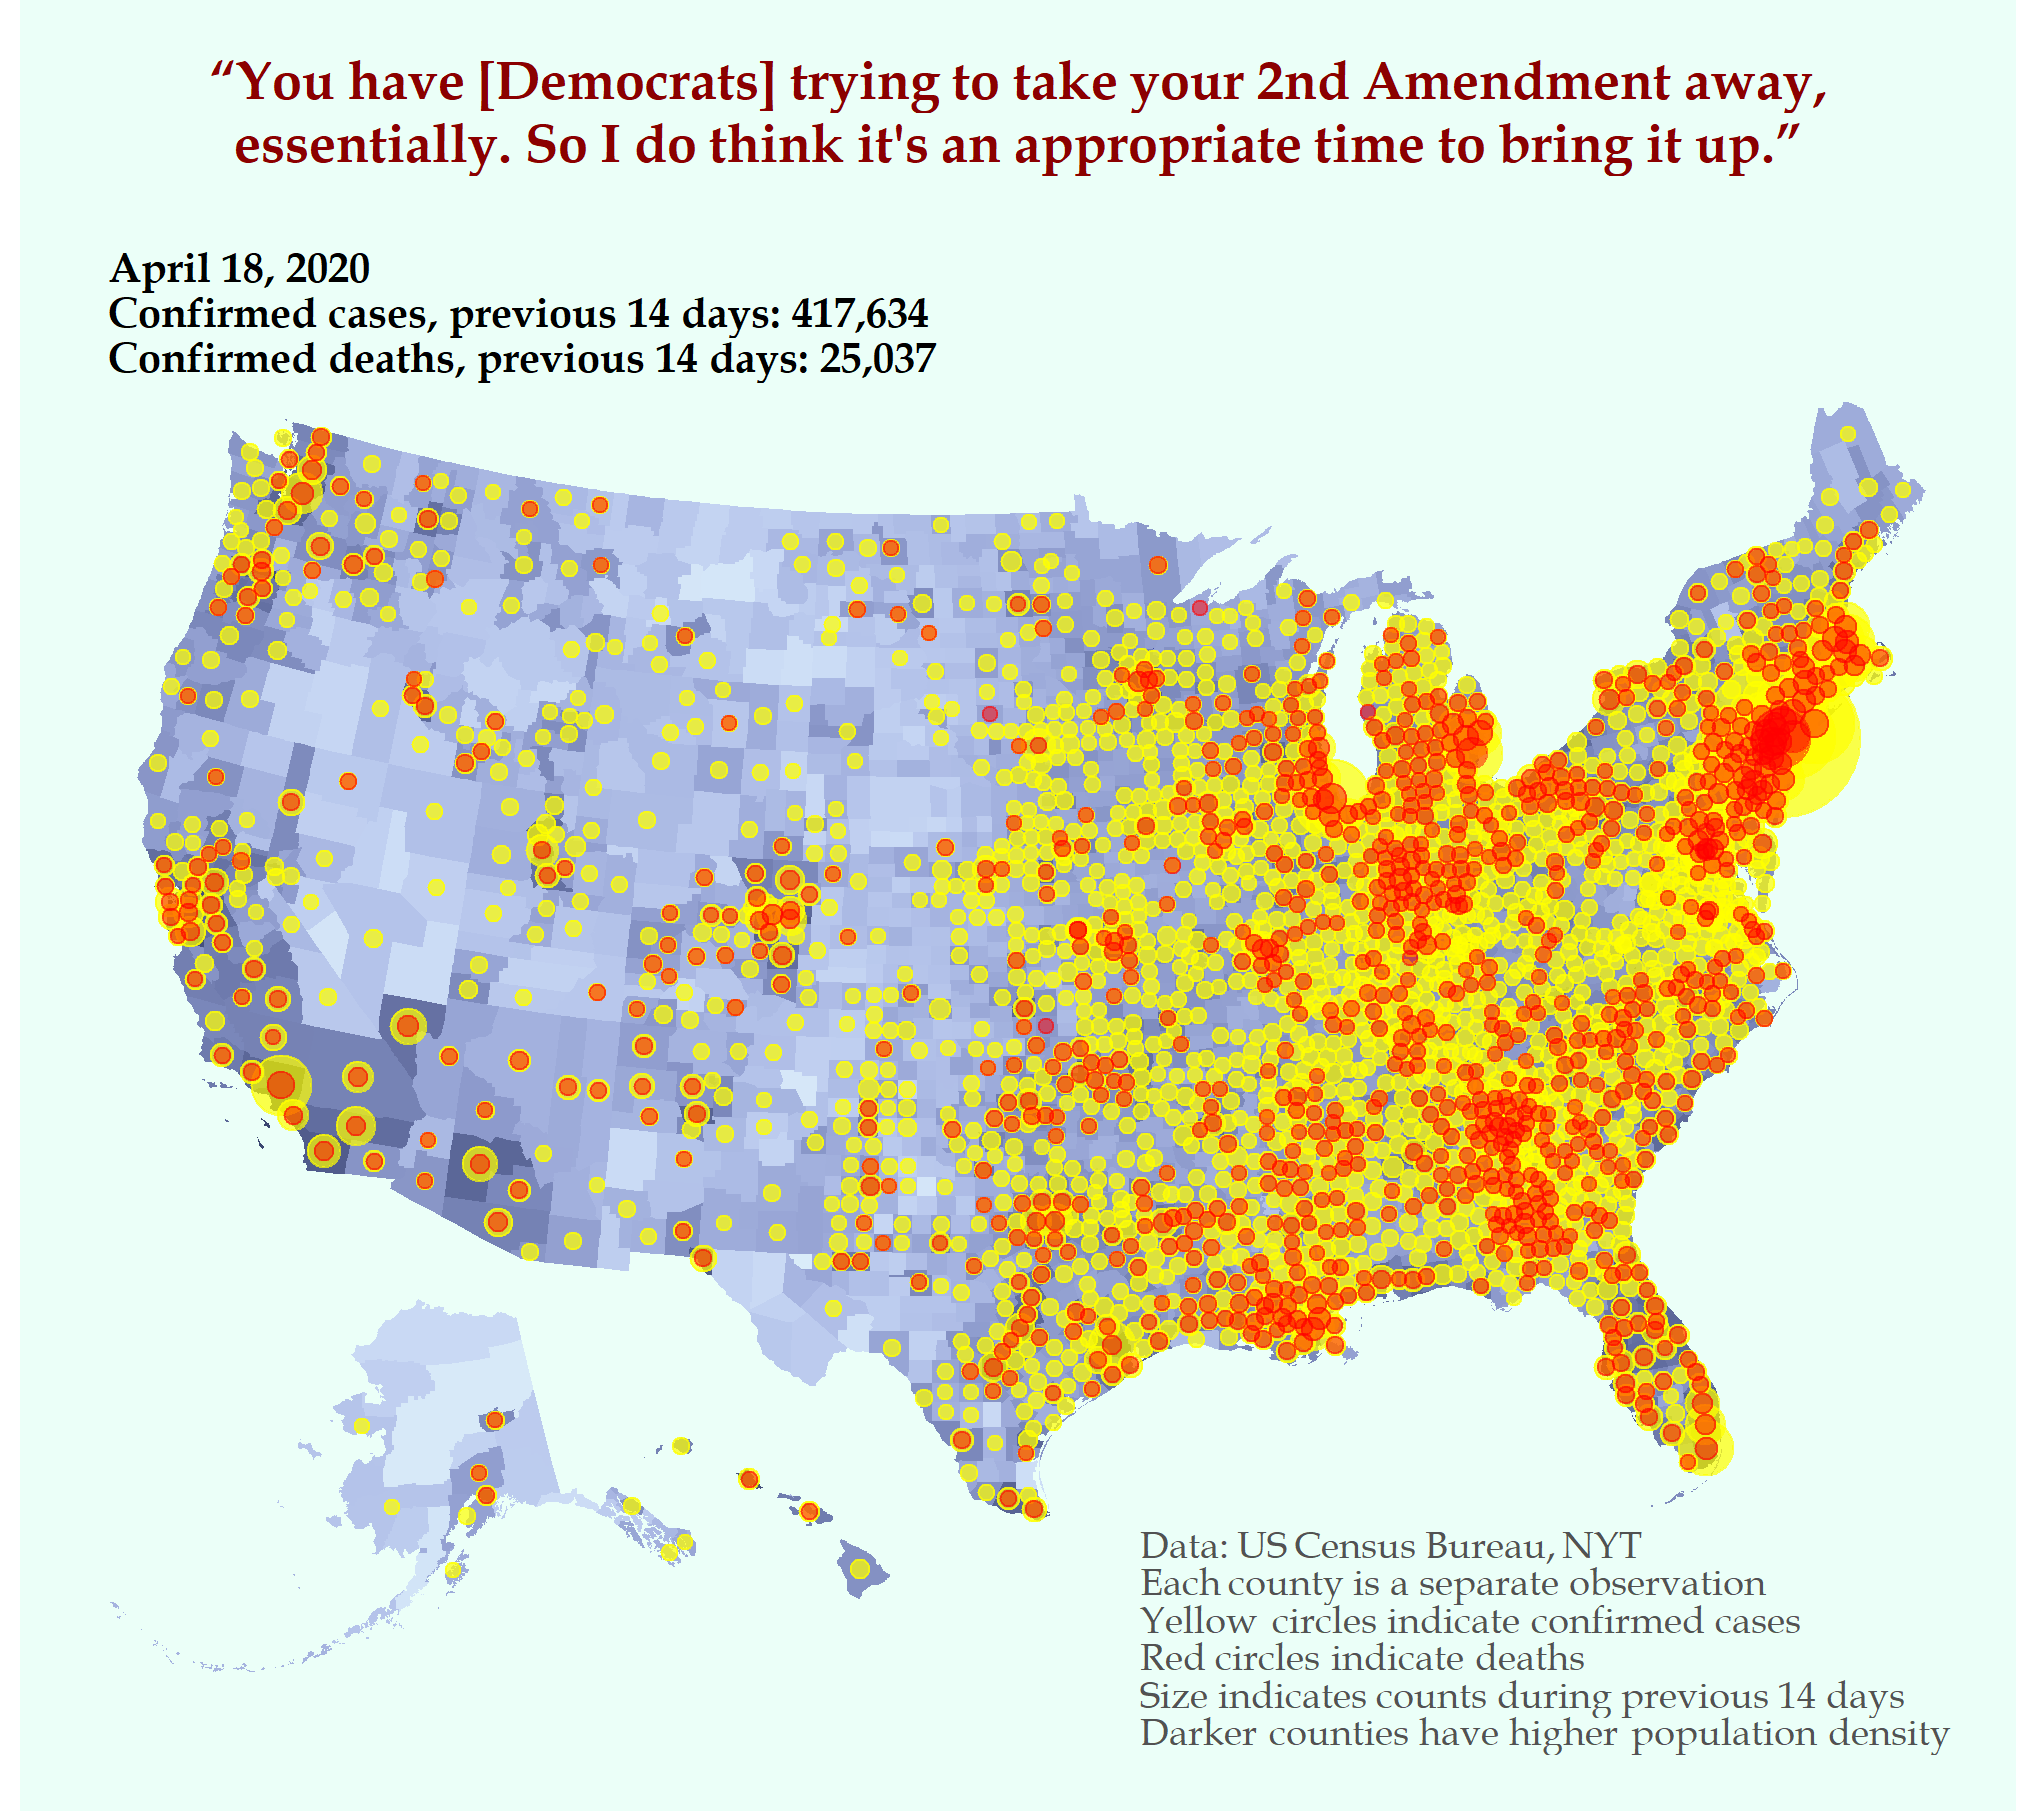 “You have [Democrats] trying to take your 2nd Amendment away,
essentially. So I do think it's an appropriate time to bring it up.”
April 18, 2020
Confirmed cases, previous 14 days: 417,634
Confirmed deaths, previous 14 days: 25,037
Data: US Census Bureau, NYT
Each county is a separate observation
Yellow circles indicate confirmed cases
Red circles indicate deaths
Size indicates counts during previous 14 days
Darker counties have higher population density